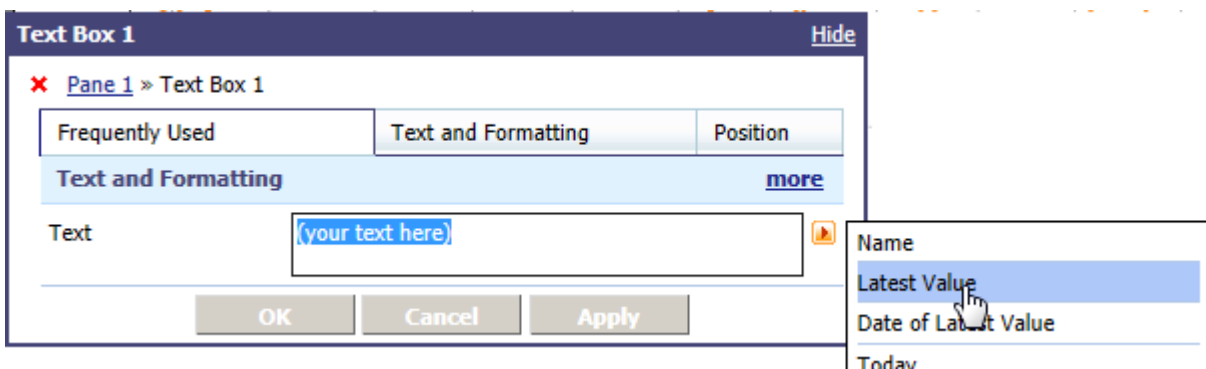 Text Box 1 Hide
Pane 1 » Text Box 1
Frequently Used Text and Formatting Position
Text and Formatting more
Text (your text here)
Name
Latest Value
Date of Latest Value
Today
OK Cancel Apply